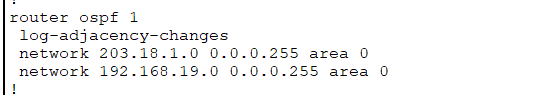 !
router ospf 1
 log-adjacency-changes
 network 203.18.1.0 0.0.0.255 area 0
 network 192.168.19.0 0.0.0.255 area 0
!